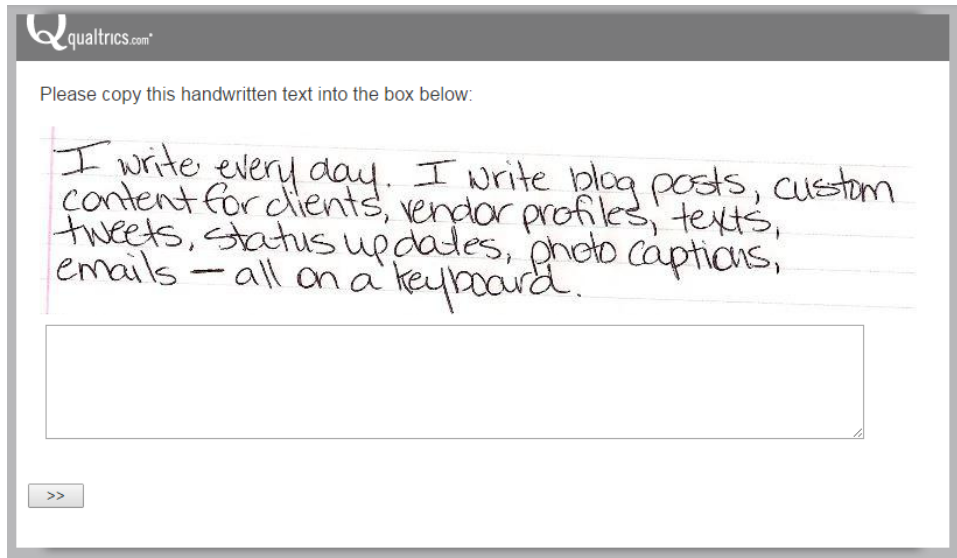 qualtrics.com
Please copy this handwritten text into the box below:
I write every day. I write blog posts, custom
content for clients, vendor profiles, texts,
tweets, status updates, photo captions,
emails — all on a keyboard.
>>